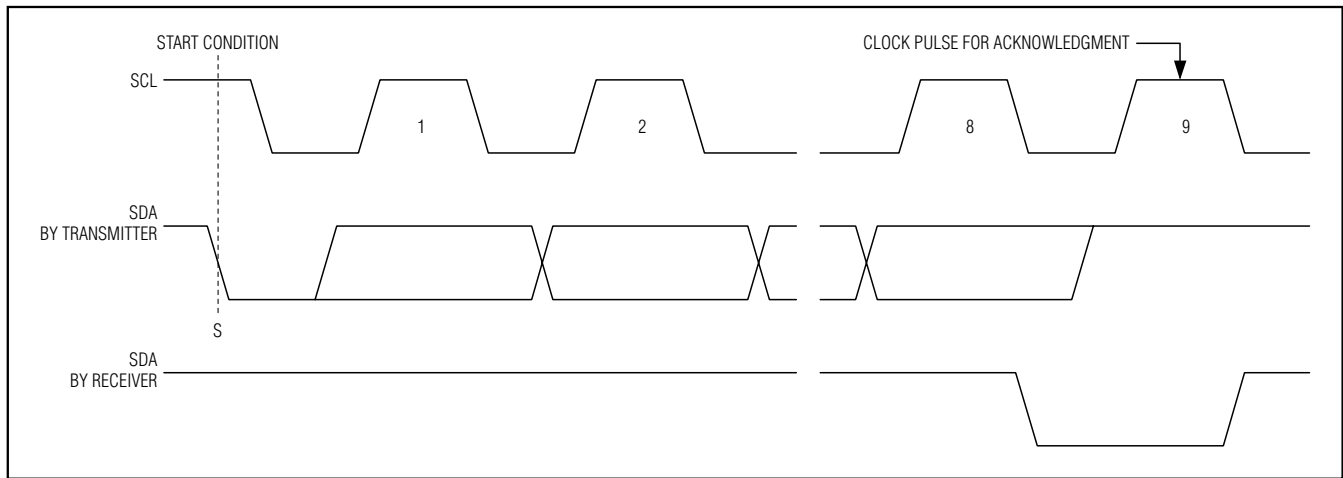 START CONDITION
CLOCK PULSE FOR ACKNOWLEDGMENT
SCL
1
2
8
9
SDA
BY TRANSMITTER
S
SDA
BY RECEIVER